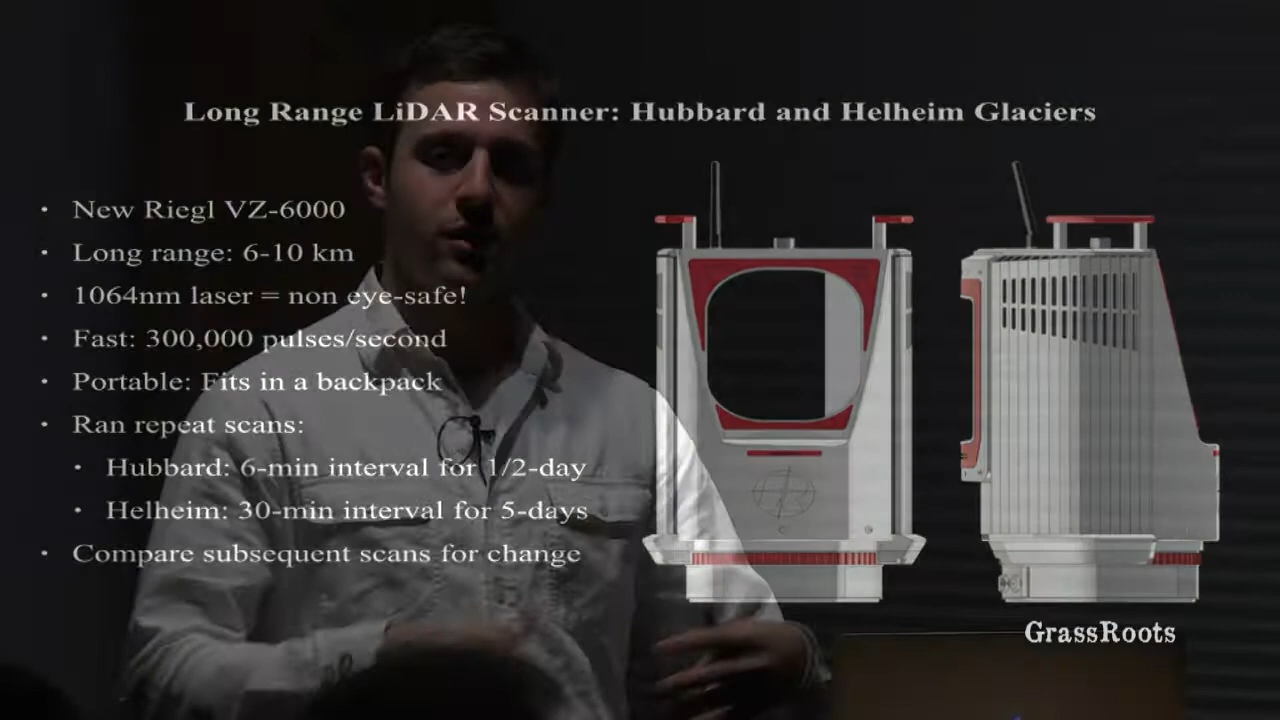 Long Range LiDAR Scanner: Hubbard and Helheim Glaciers
• New Riegl VZ-6000
• Long range: 6-10 km
• 1064nm laser = non eye-safe!
• Fast: 300,000 pulses/second
• Portable: Fits in a backpack
• Ran repeat scans:
• Hubbard: 6-min interval for 1/2-day
• Helheim: 30-min interval for 5-days
• Compare subsequent scans for change
GrassRoots